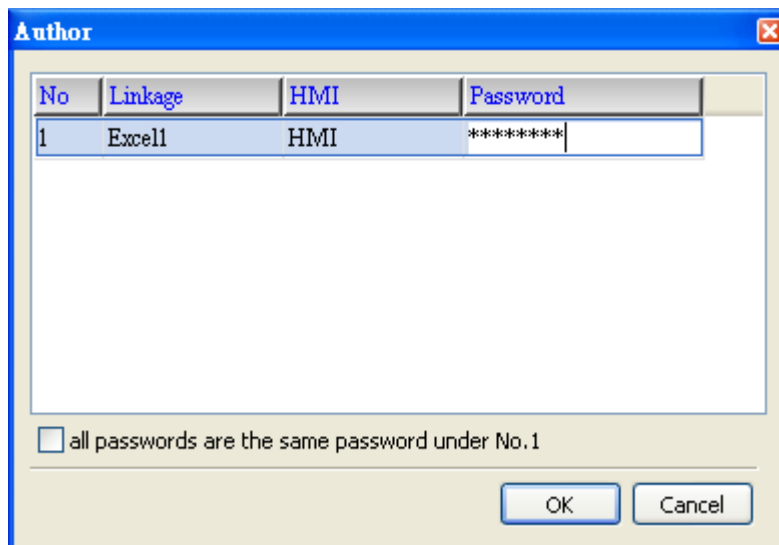 Author
No Linkage HMI Password
1 Excel1 HMI ********
all passwords are the same password under No.1
OK Cancel